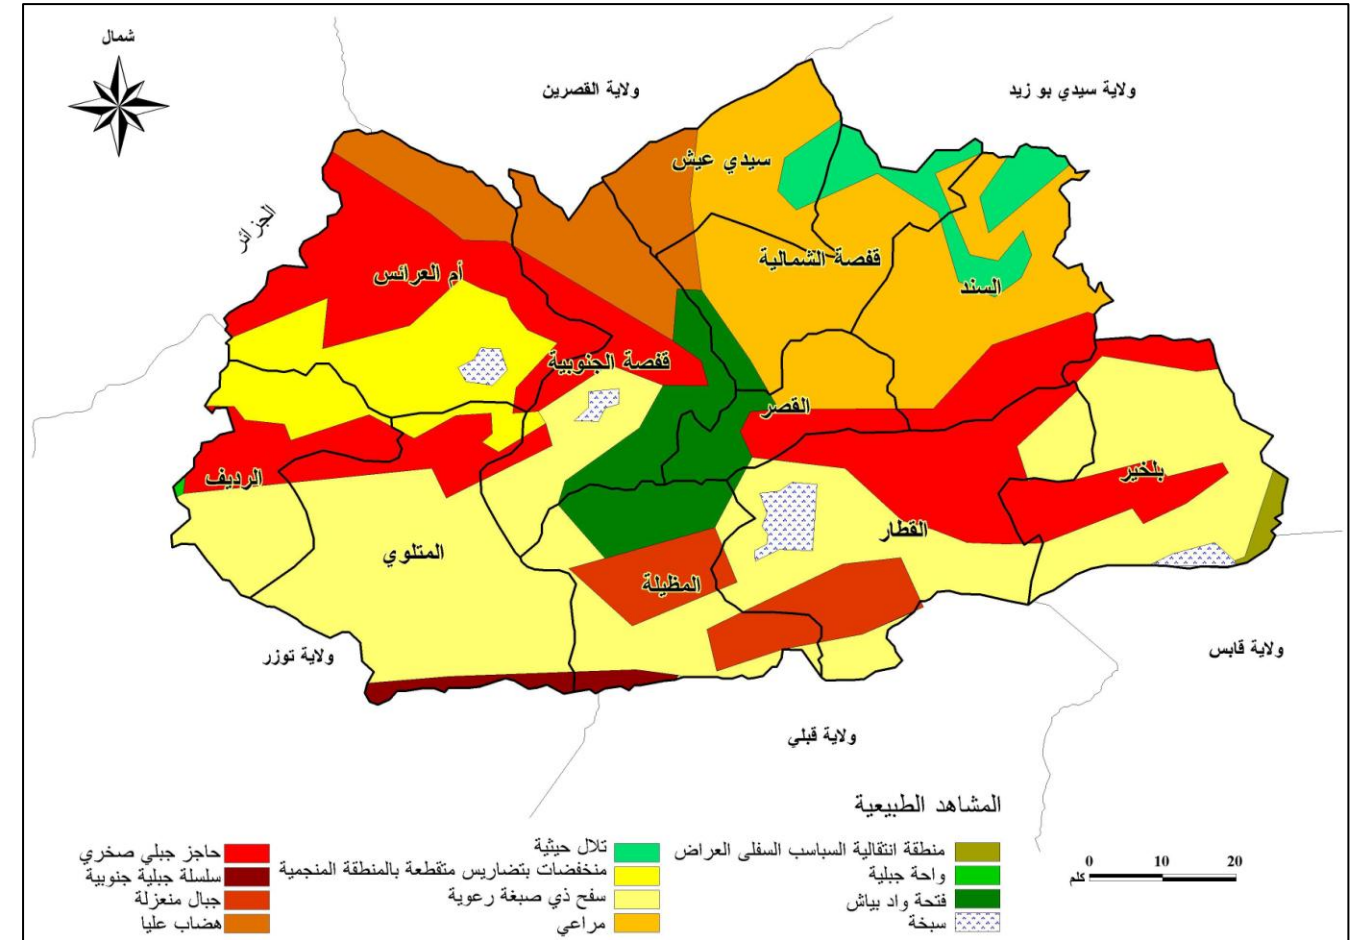 شمال
ولاية القصرين
ولاية سيدي بو زيد
سيدي عيش
الجزائر
قفصة الشمالية
أم العرائس
السند
قفصة الجنوبية
القصر
بلخير
الرديف
القطار
المتلوي
المظيلة
ولاية توزر
ولاية قابس
ولاية قبلي
المشاهد الطبيعية
منطقة انتقالية السباسب السفلى العراض
واحة جبلية
فتحة واد بياش
سبخة
تلال حيثية
منخفضات بتضاريس متقطعة بالمنطقة المنجمية
سفح ذي صبغة رعوية
مراعي
حاجز جبلي صخري
سلسلة جبلية جنوبية
جبال منعزلة
هضاب عليا
0 10 20
كلم